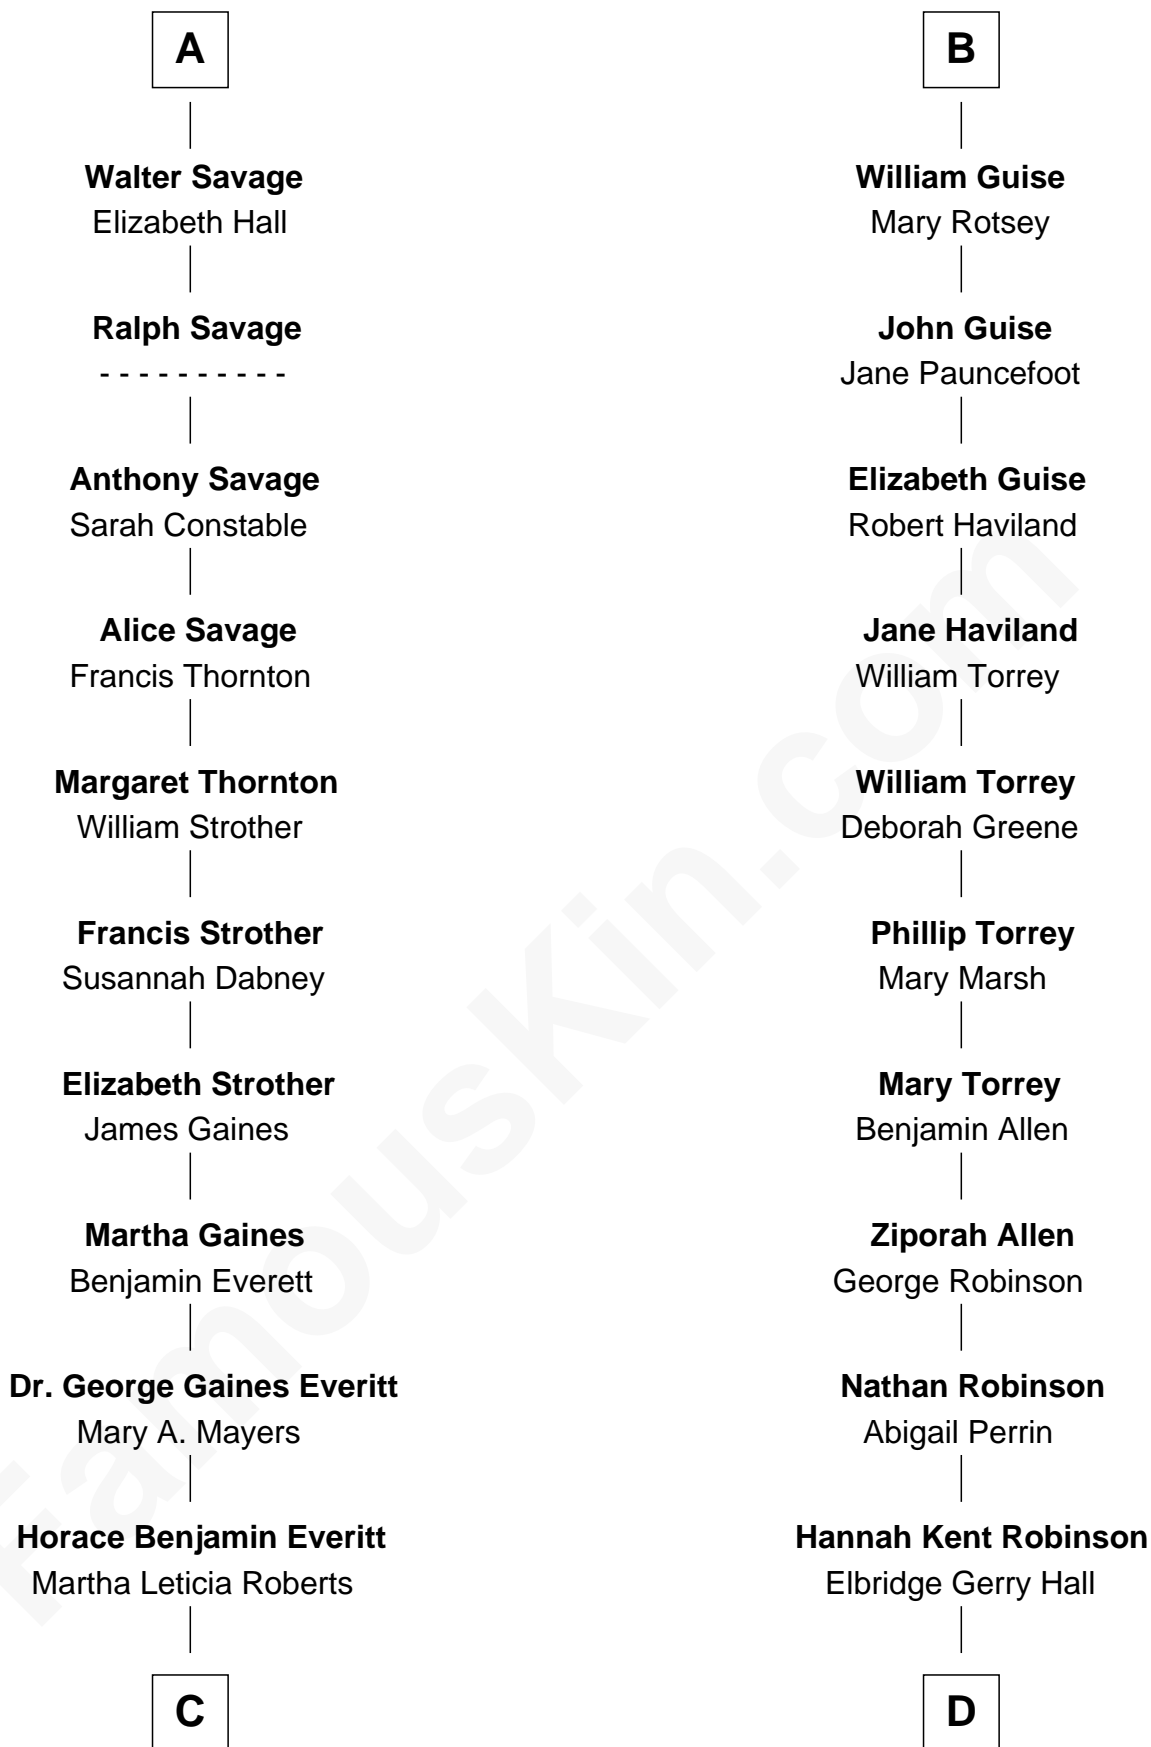 A
Walter Savage
Elizabeth Hall
Ralph Savage
- - - - - - - - - -
Anthony Savage
Sarah Constable
Alice Savage
Francis Thornton
Margaret Thornton
William Strother
Francis Strother
Susannah Dabney
Elizabeth Strother
James Gaines
Martha Gaines
Benjamin Everett
Dr. George Gaines Everitt
Mary A. Mayers
Horace Benjamin Everitt
Martha Leticia Roberts
C
B
William Guise
Mary Rotsey
John Guise
Jane Pauncefoot
Elizabeth Guise
Robert Haviland
Jane Haviland
William Torrey
William Torrey
Deborah Greene
Phillip Torrey
Mary Marsh
Mary Torrey
Benjamin Allen
Ziporah Allen
George Robinson
Nathan Robinson
Abigail Perrin
Hannah Kent Robinson
Elbridge Gerry Hall
D
FamousKin.com